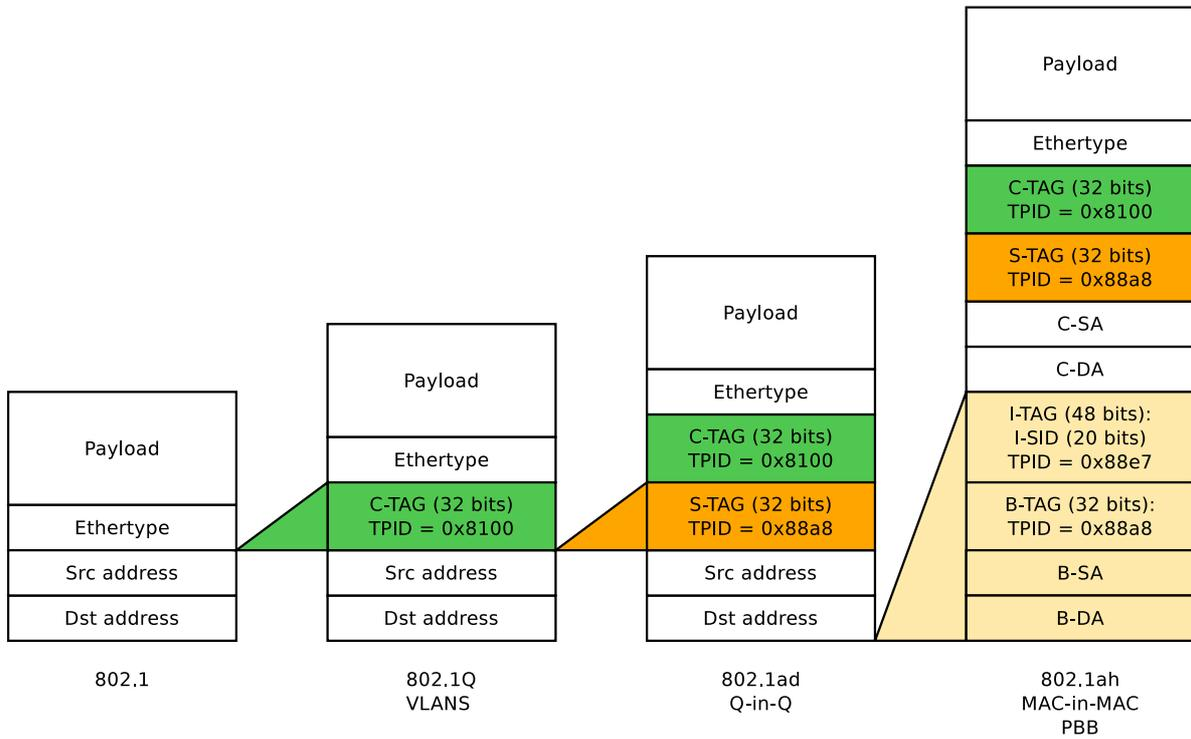 Payload
Ethertype
Src address
Dst address
802.1
Payload
Ethertype
C-TAG (32 bits)
TPID = 0x8100
Src address
Dst address
802.1Q
VLANS
Payload
Ethertype
C-TAG (32 bits)
TPID = 0x8100
S-TAG (32 bits)
TPID = 0x88a8
Src address
Dst address
802.1ad
Q-in-Q
Payload
Ethertype
C-TAG (32 bits)
TPID = 0x8100
S-TAG (32 bits)
TPID = 0x88a8
C-SA
C-DA
I-TAG (48 bits):
I-SID (20 bits)
TPID = 0x88e7
B-TAG (32 bits):
TPID = 0x88a8
B-SA
B-DA
802.1ah
MAC-in-MAC
PBB